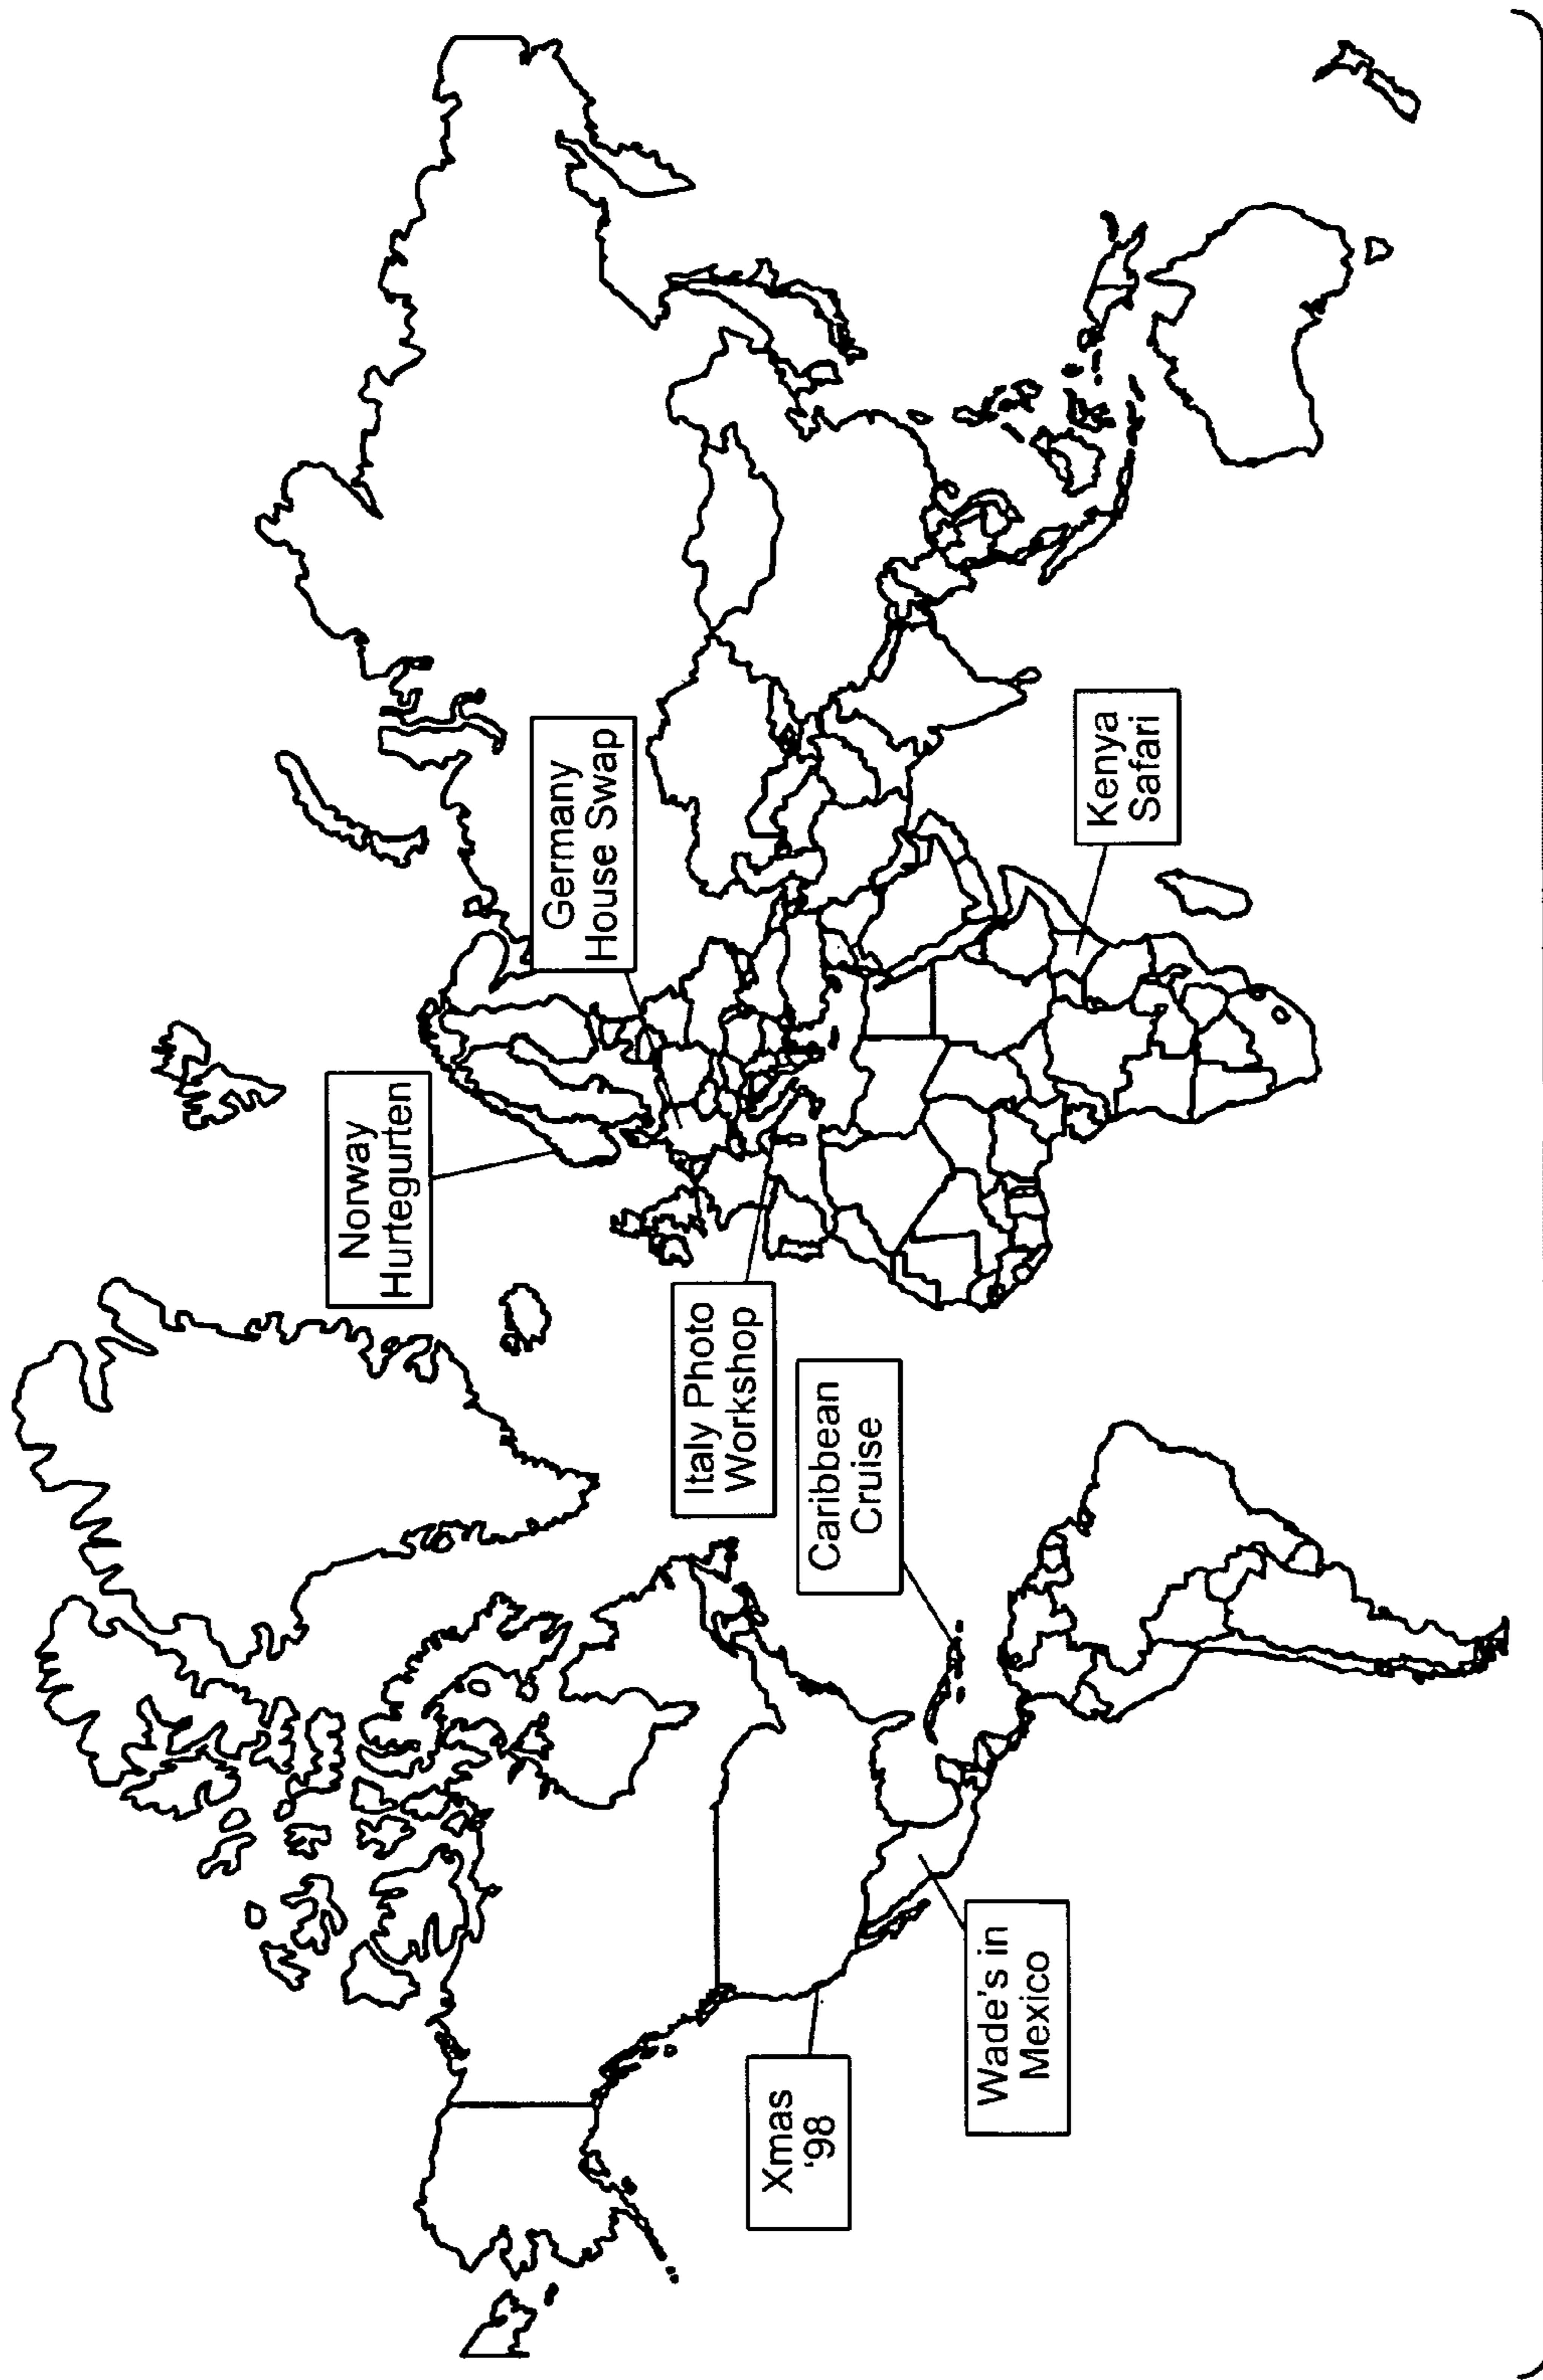 Norway
Hurtegurten
Germany
House Swap
Italy Photo
Workshop
Caribbean
Cruise
Xmas
'98
Wade's in
Mexico
Kenya
Safari